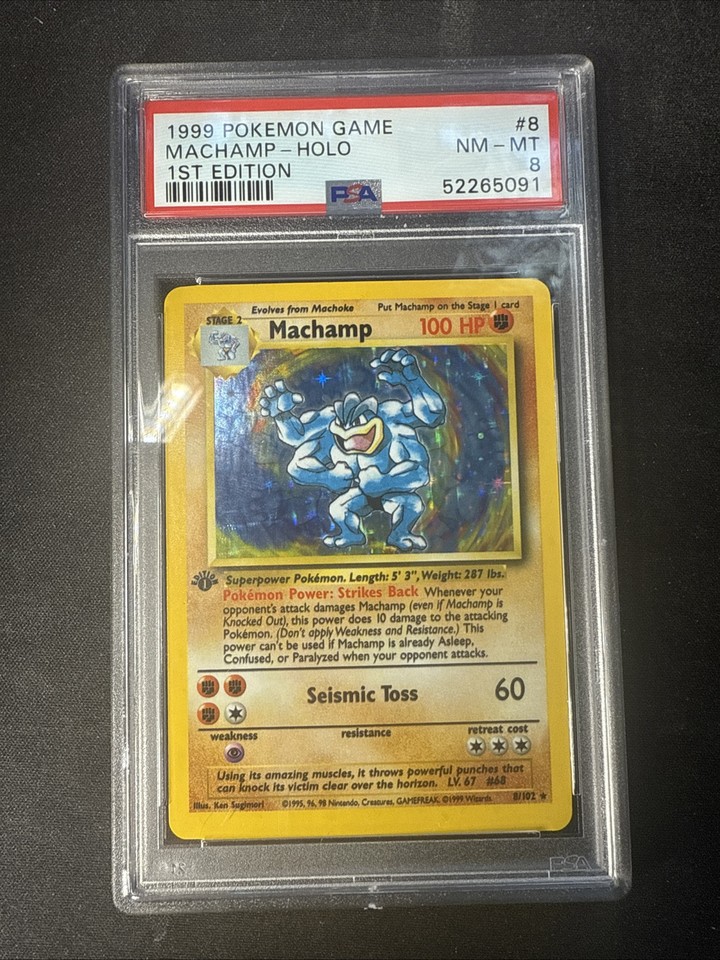 1999 POKEMON GAME #8
MACHAMP-HOLO NM-MT
1ST EDITION 8
PSA 52265091
Evolves from Machoke Put Machamp on the Stage 1 card
STAGE 2 Machamp 100 HP
EDITION 1
Superpower Pokémon. Length: 5' 3", Weight: 287 lbs.
Pokémon Power: Strikes Back Whenever your
opponent's attack damages Machamp (even if Machamp is
Knocked Out), this power does 10 damage to the attacking
Pokémon. (Don't apply Weakness and Resistance.) This
power can't be used if Machamp is already Asleep,
Confused, or Paralyzed when your opponent attacks.
Seismic Toss 60
weakness resistance retreat cost
Using its amazing muscles, it throws powerful punches that
can knock its victim clear over the horizon. LV. 67 #68
Illus. Ken Sugimori ©1995, 96, 98 Nintendo, Creatures, GAMEFREAK. ©1999 Wizards. 8/102 ★
PSA